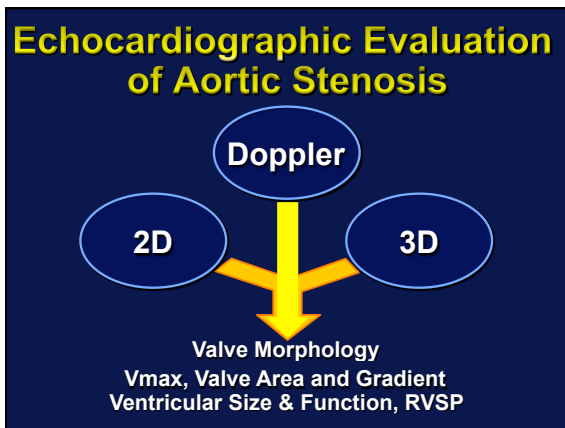 Echocardiographic Evaluation
of Aortic Stenosis
Doppler
2D
3D
Valve Morphology
Vmax, Valve Area and Gradient
Ventricular Size & Function, RVSP